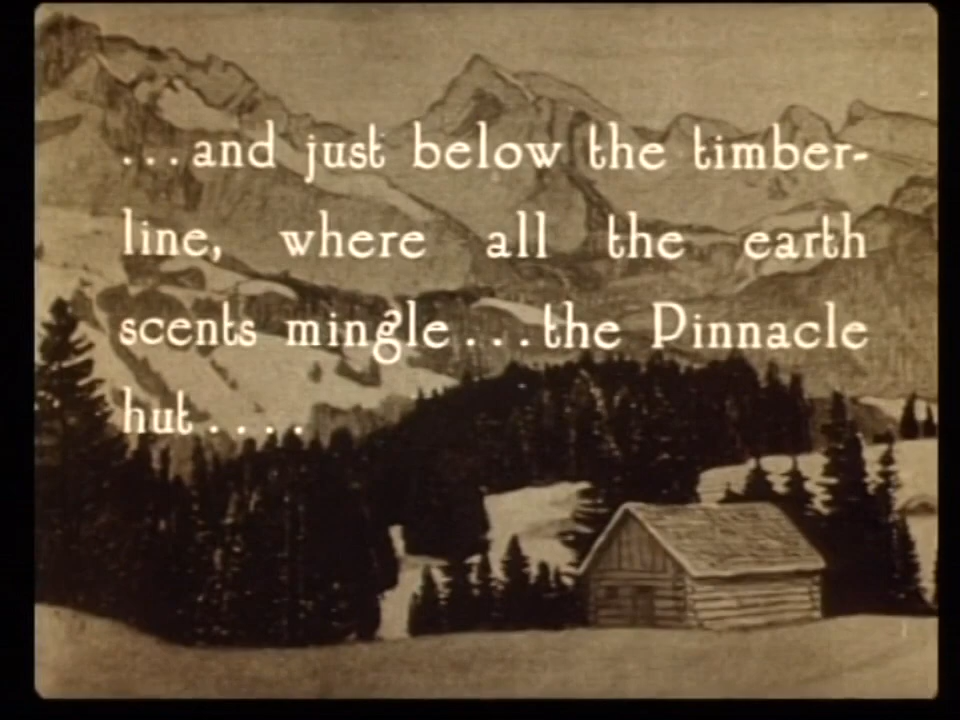 ...and just below the timber-
line, where all the earth
scents mingle...the Pinnacle
hut....